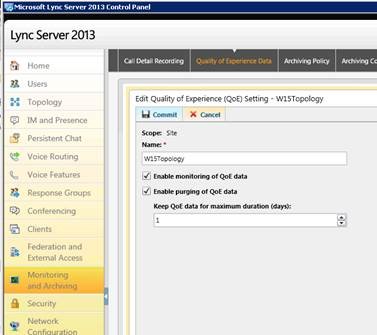 Microsoft Lync Server 2013 Control Panel
Lync Server 2013
Home
Users
Topology
IM and Presence
Persistent Chat
Voice Routing
Voice Features
Response Groups
Conferencing
Clients
Federation and
External Access
Monitoring
and Archiving
Security
Network
Configuration
Call Detail Recording Quality of Experience Data Archiving Policy Archiving Co
Edit Quality of Experience (QoE) Setting - W15Topology
Commit Cancel
Scope: Site
Name: *
W15Topology
Enable monitoring of QoE data
Enable purging of QoE data
Keep QoE data for maximum duration (days):
1